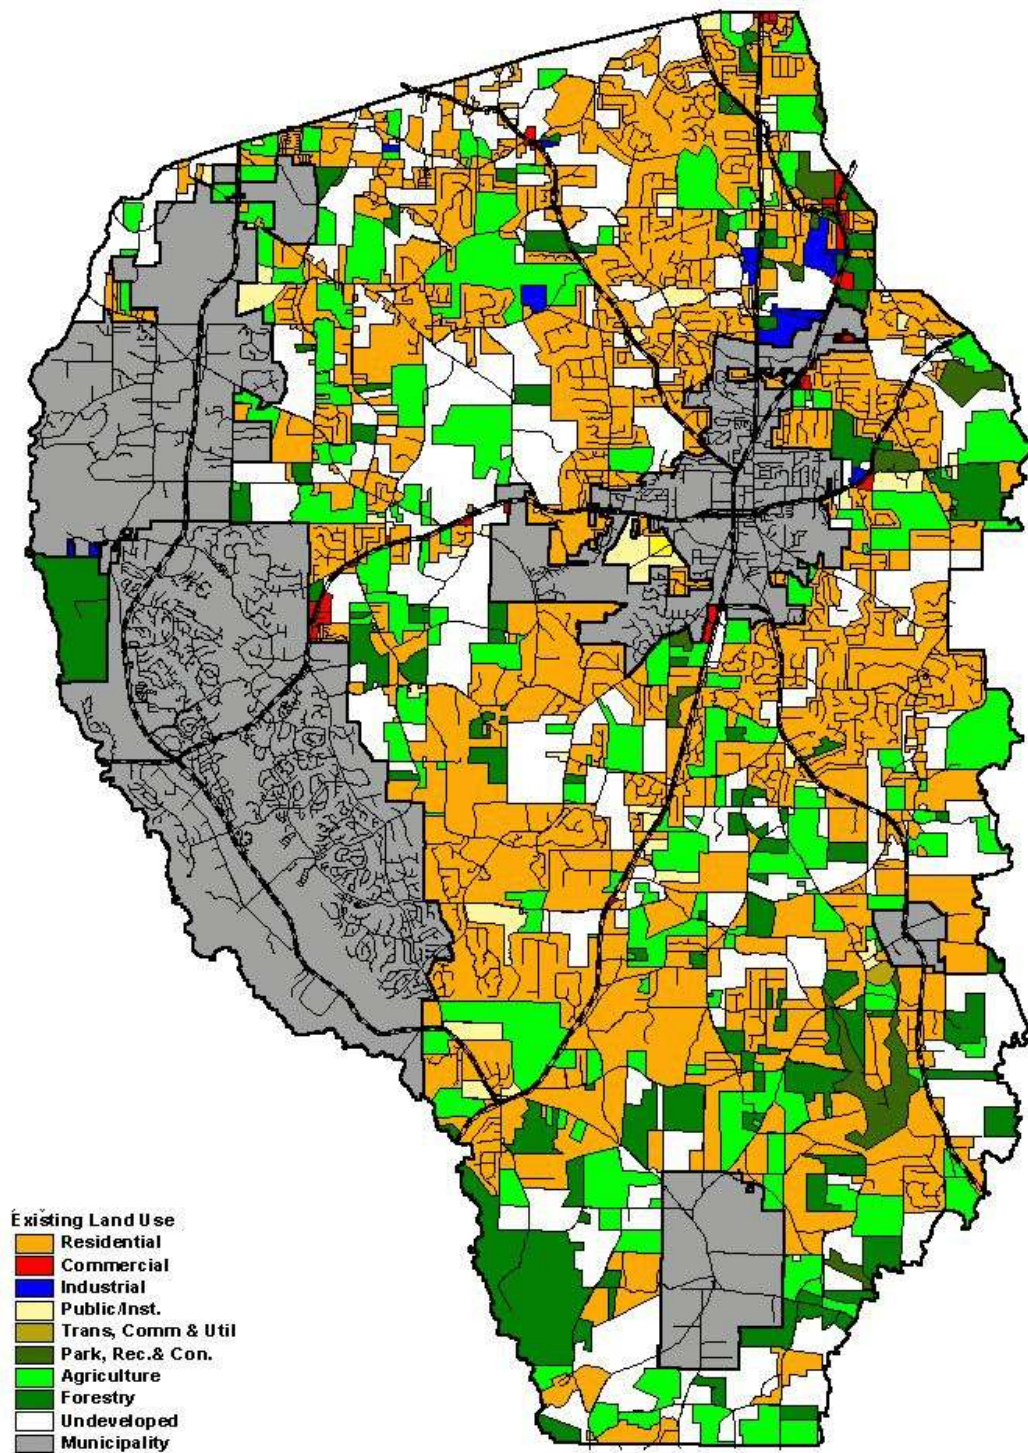 Existing Land Use
Residential
Commercial
Industrial
Public/Inst.
Trans, Comm & Util
Park, Rec.& Con.
Agriculture
Forestry
Undeveloped
Municipality